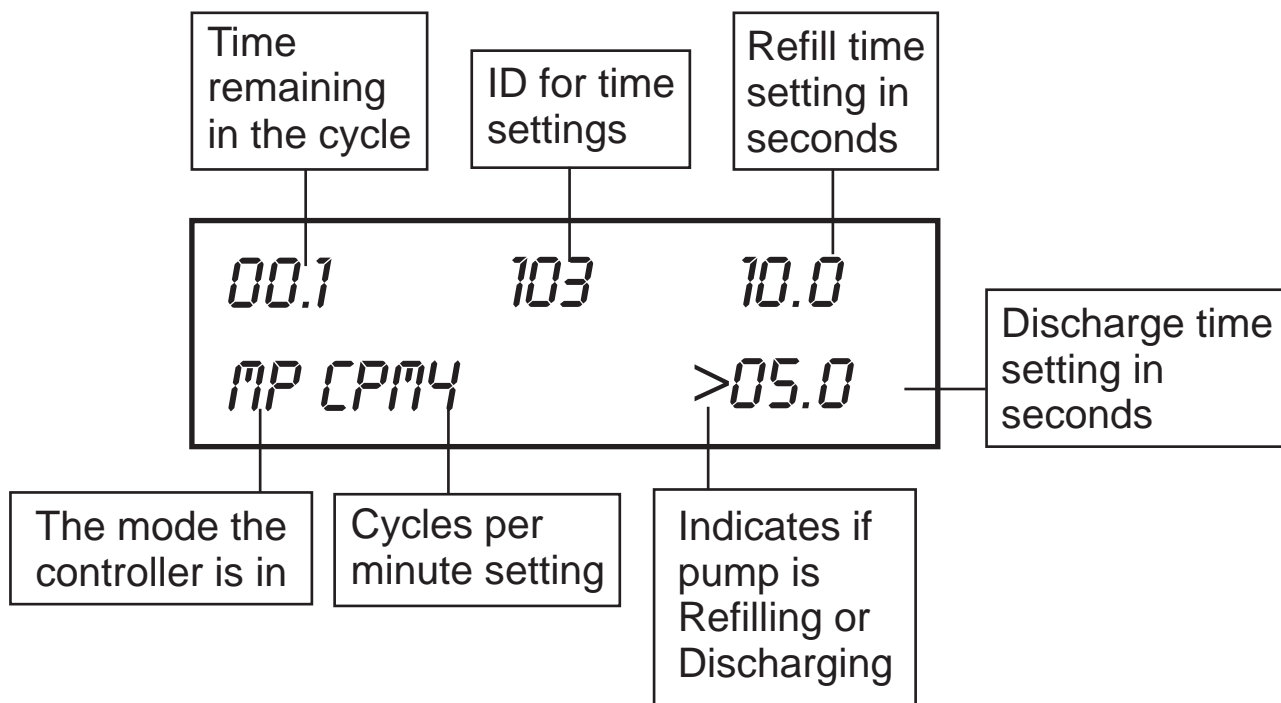 Time
remaining
in the cycle
ID for time
settings
Refill time
setting in
seconds
00.1 103 10.0
MP CPM4 >05.0
Discharge time
setting in
seconds
The mode the
controller is in
Cycles per
minute setting
Indicates if
pump is
Refilling or
Discharging